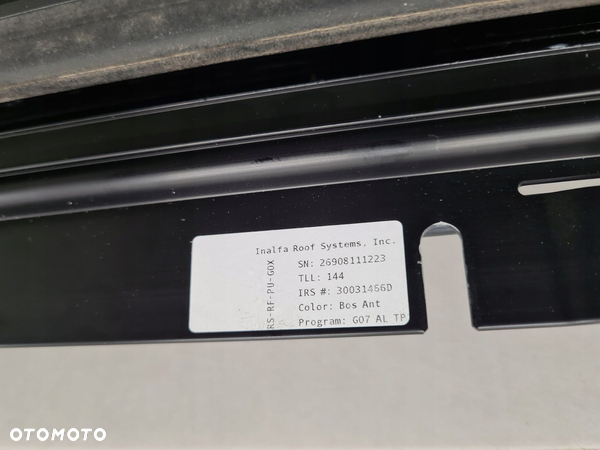 Inalfa Roof Systems, Inc.
SN: 26908111223
TLL: 144
IRS #: 30031466D
Color: Bos Ant
Program: G07 AL TP
RS-RF-PU-G0X
OTOMOTO